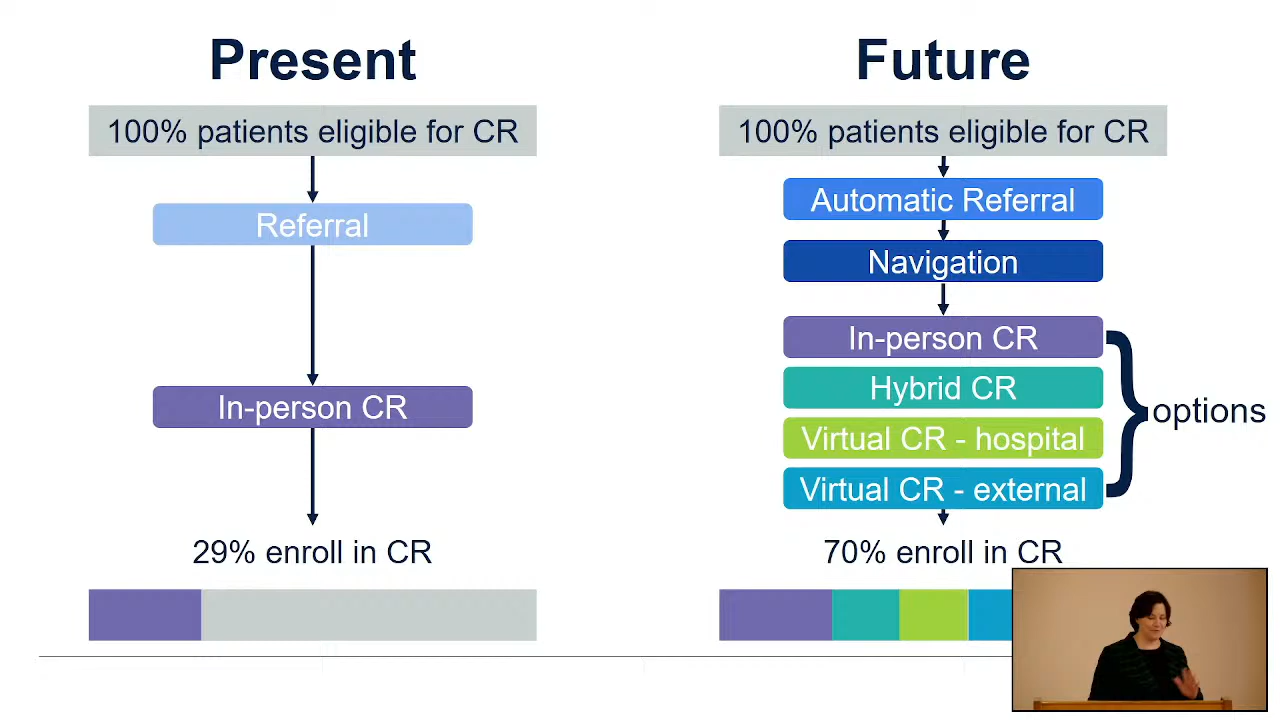 Present
100% patients eligible for CR
Referral
In-person CR
29% enroll in CR
Future
100% patients eligible for CR
Automatic Referral
Navigation
In-person CR
Hybrid CR
Virtual CR - hospital
Virtual CR - external
options
70% enroll in CR